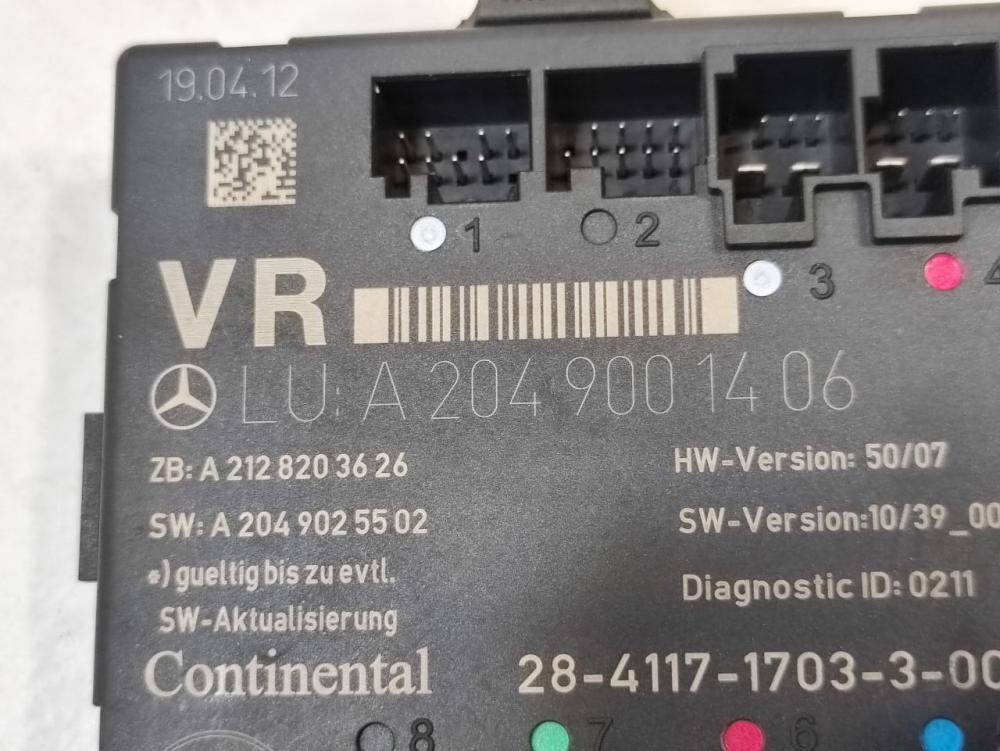 19.04.12
1
2
3
4
VR
LU: A 204 900 14 06
ZB: A 212 820 36 26
HW-Version: 50/07
SW: A 204 902 55 02
SW-Version:10/39_00
*) gueltig bis zu evtl.
Diagnostic ID: 0211
SW-Aktualisierung
Continental
28-4117-1703-3-00
8
7
6